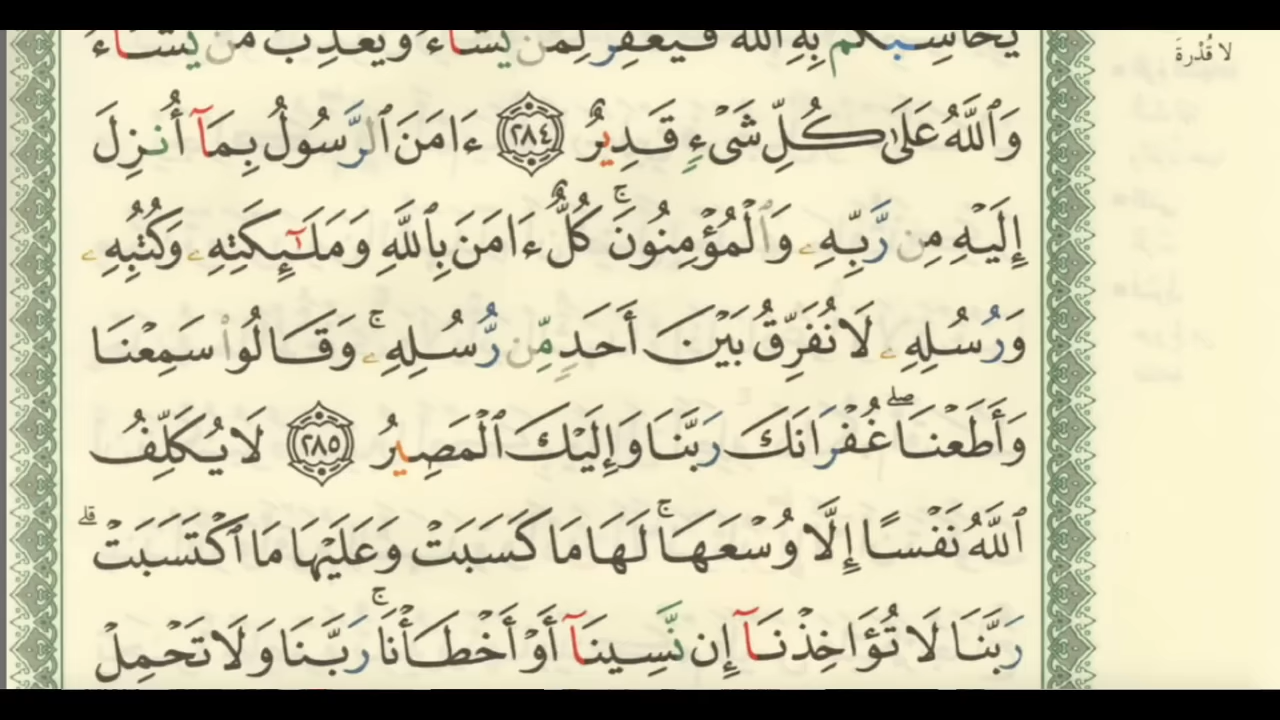 يُحَاسِبْكُم بِهِ ٱللَّهُ فَيَغْفِرُ لِمَن يَشَآءُ وَيُعَذِّبُ مَن يَشَآءُ
لا قُدْرةَ
وَٱللَّهُ عَلَىٰ كُلِّ شَىْءٍ قَدِيرٌ ٢٨٤ ءَامَنَ ٱلرَّسُولُ بِمَآ أُنزِلَ
إِلَيْهِ مِن رَّبِّهِۦ وَٱلْمُؤْمِنُونَ ۚ كُلٌّ ءَامَنَ بِٱللَّهِ وَمَلَـٰٓئِكَتِهِۦ وَكُتُبِهِۦ
وَرُسُلِهِۦ لَا نُفَرِّقُ بَيْنَ أَحَدٍ مِّن رُّسُلِهِۦ ۚ وَقَالُوا۟ سَمِعْنَا
وَأَطَعْنَا ۖ غُفْرَانَكَ رَبَّنَا وَإِلَيْكَ ٱلْمَصِيرُ ٢٨٥ لَا يُكَلِّفُ
ٱللَّهُ نَفْسًا إِلَّا وُسْعَهَا ۚ لَهَا مَا كَسَبَتْ وَعَلَيْهَا مَا ٱكْتَسَبَتْ ۗ
رَبَّنَا لَا تُؤَاخِذْنَآ إِن نَّسِينَآ أَوْ أَخْطَأْنَا ۚ رَبَّنَا وَلَا تَحْمِلْ